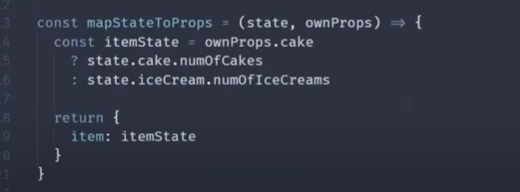 const mapStateToProps = (state, ownProps) => {
const itemState = ownProps.cake
? state.cake.numOfCakes
: state.iceCream.numOfIceCreams
return {
item: itemState
}
}